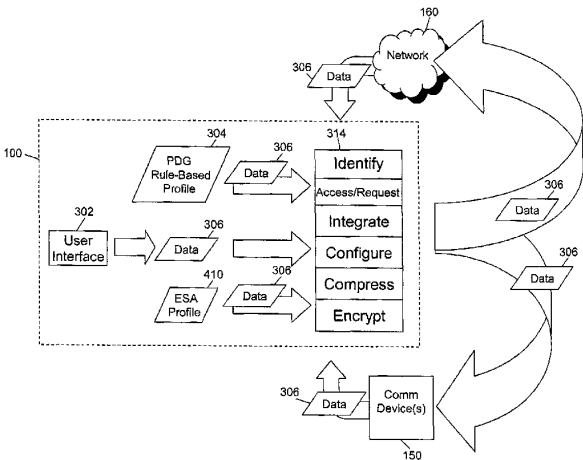 160
Network
306
Data
304
306
314
100
PDG
Rule-Based
Profile
Data
Identify
Access/Request
306
Data
302
306
Integrate
User
Interface
Data
Configure
306
Data
410
306
ESA
Profile
Data
Compress
Encrypt
306
Data
Comm
Device(s)
150